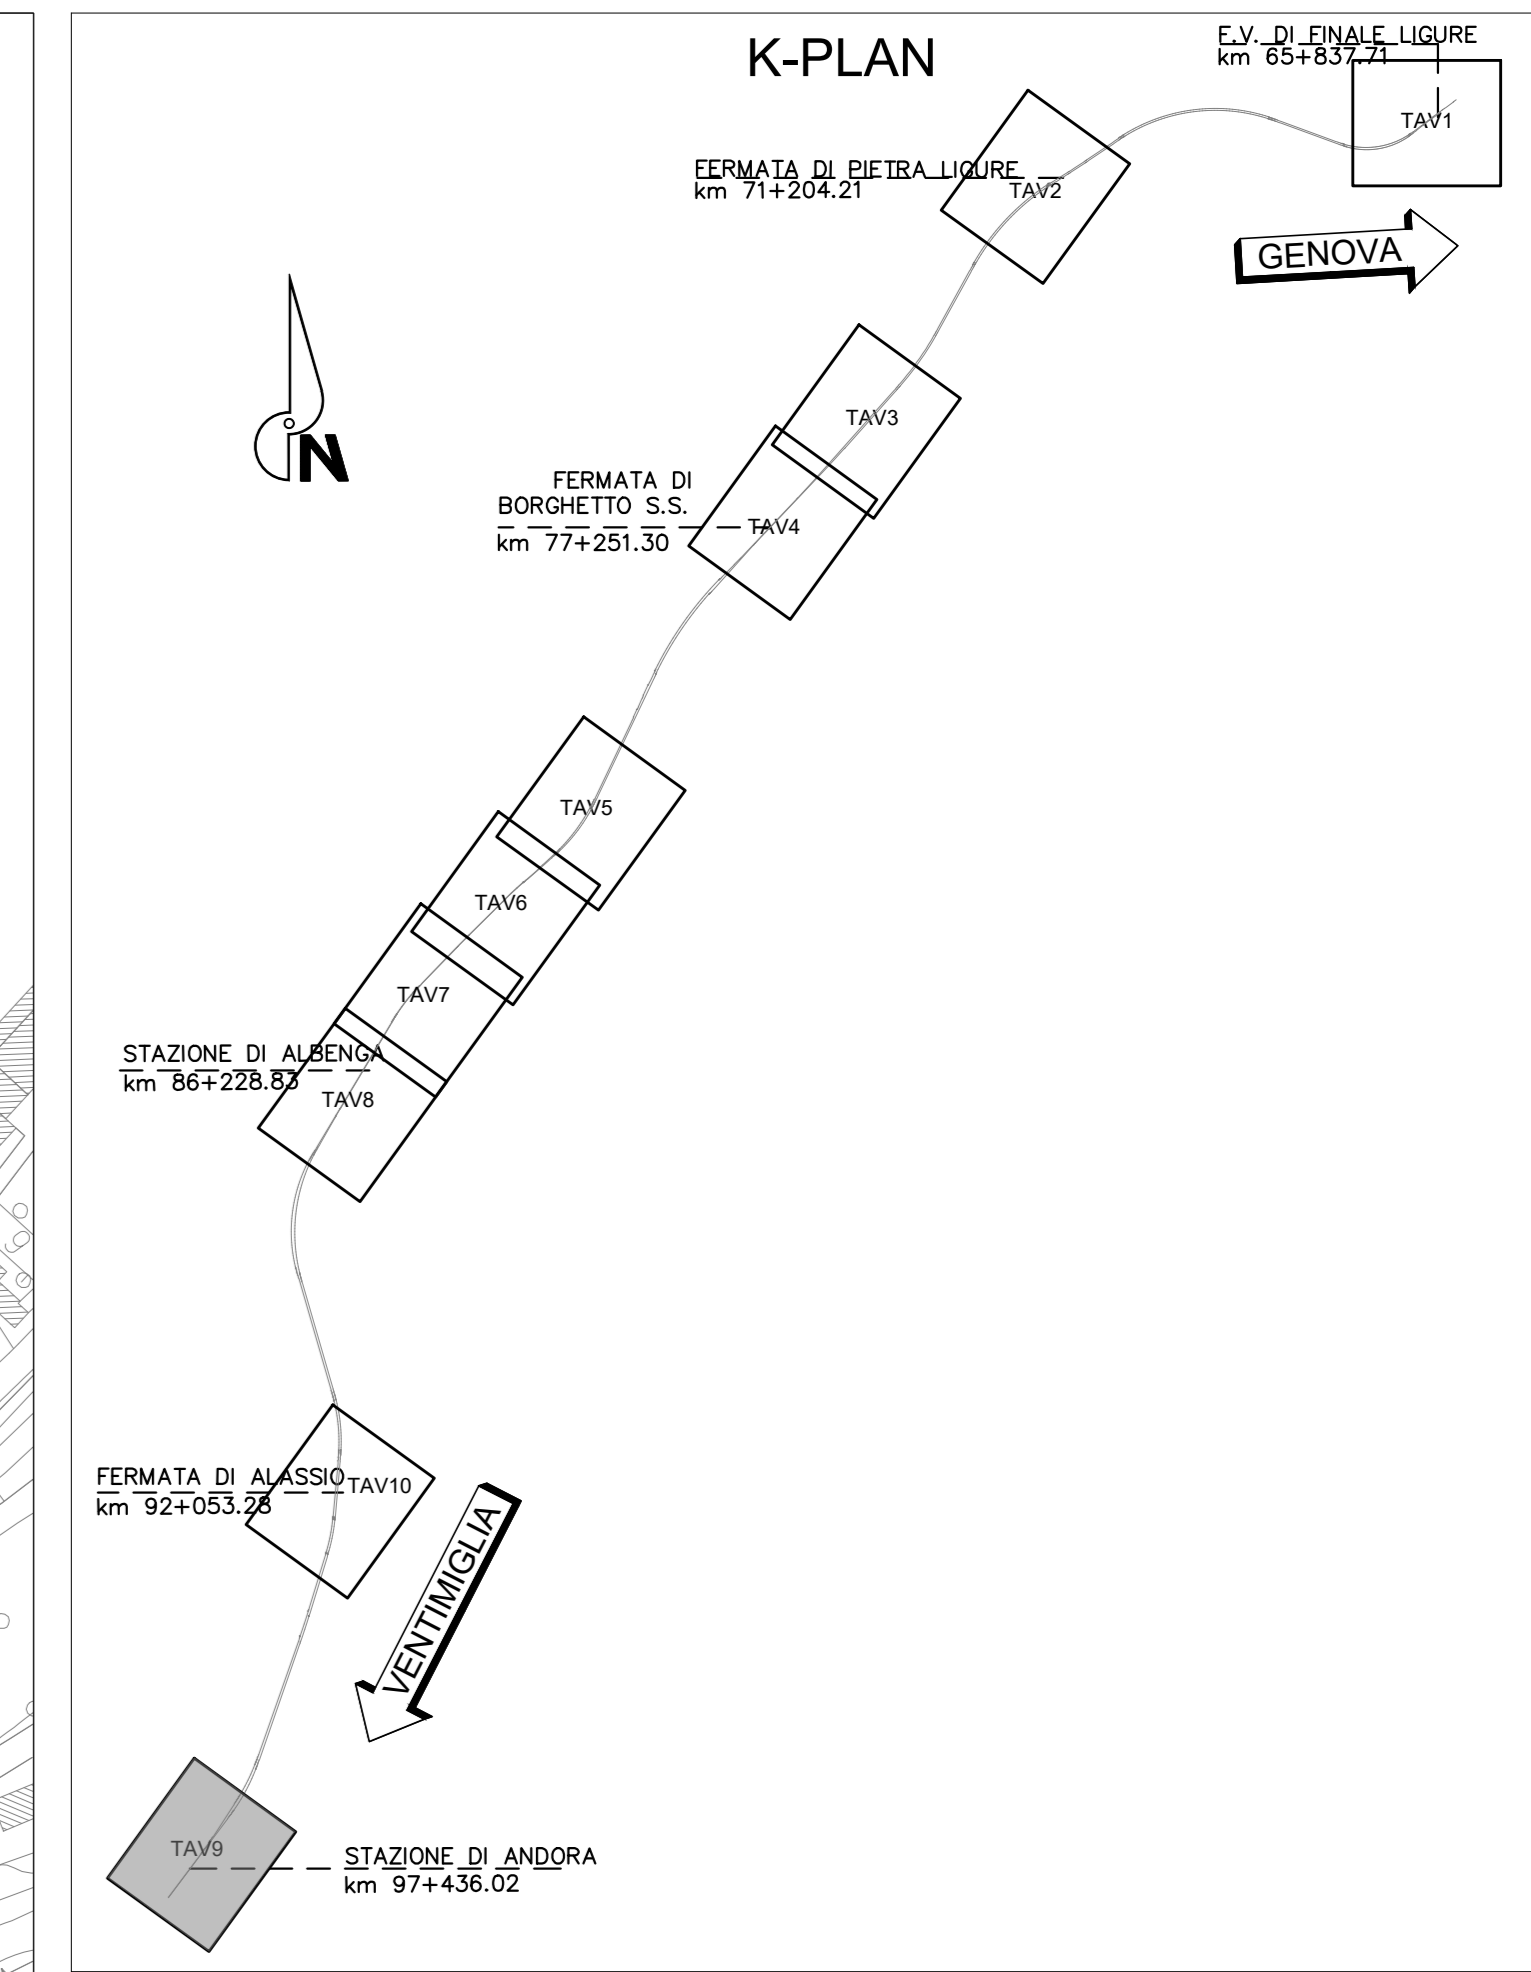 K-PLAN
F.V. DI FINALE LIGURE
km 65+837.71
TAV1
FERMATA DI PIETRA LIGURE
km 71+204.21
TAV2
GENOVA
N
TAV3
FERMATA DI
BORGHETTO S.S.
km 77+251.30
TAV4
TAV5
TAV6
TAV7
STAZIONE DI ALBENGA
km 86+228.83
TAV8
FERMATA DI ALASSIO
km 92+053.28
TAV10
VENTIMIGLIA
TAV9
STAZIONE DI ANDORA
km 97+436.02